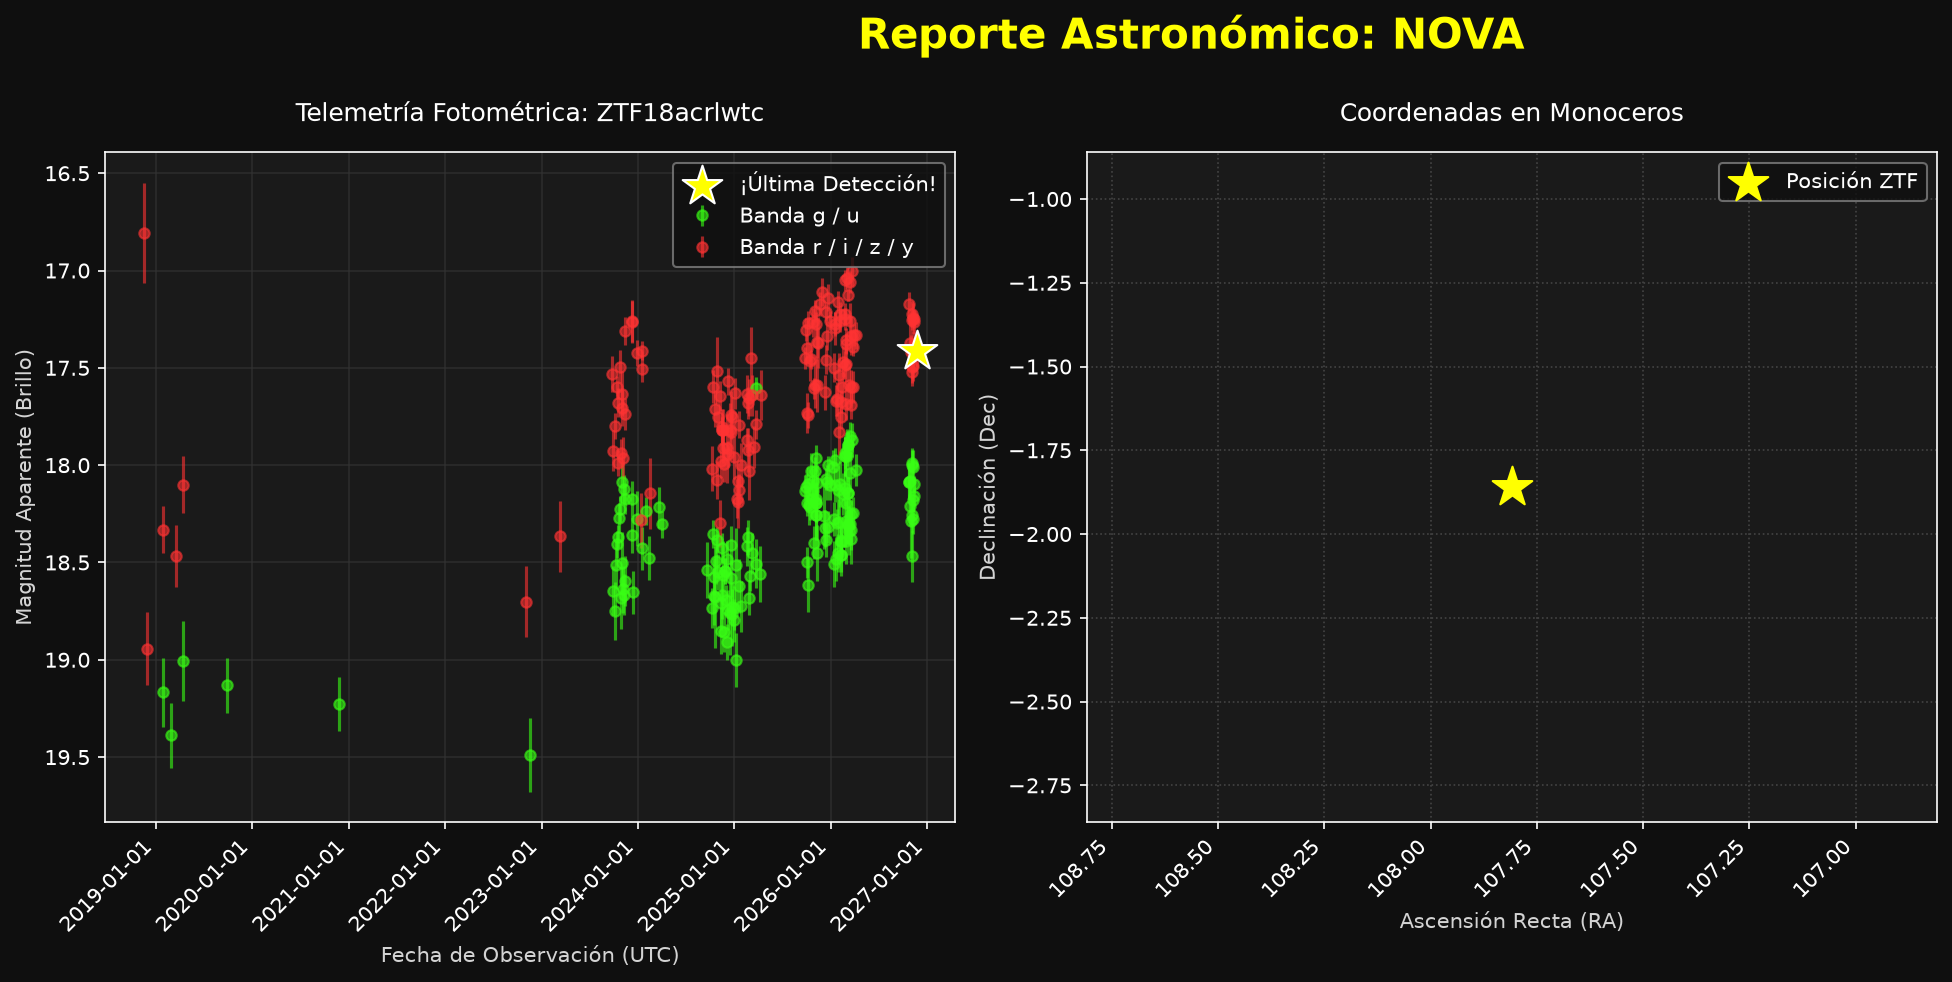 Reporte Astronómico: NOVA
Telemetría Fotométrica: ZTF18acrlwtc
Magnitud Aparente (Brillo)
16.5
17.0
17.5
18.0
18.5
19.0
19.5
¡Última Detección!
Banda g / u
Banda r / i / z / y
2019-01-01
2020-01-01
2021-01-01
2022-01-01
2023-01-01
2024-01-01
2025-01-01
2026-01-01
2027-01-01
Fecha de Observación (UTC)
Coordenadas en Monoceros
Declinación (Dec)
−1.00
−1.25
−1.50
−1.75
−2.00
−2.25
−2.50
−2.75
Posición ZTF
108.75
108.50
108.25
108.00
107.75
107.50
107.25
107.00
Ascensión Recta (RA)